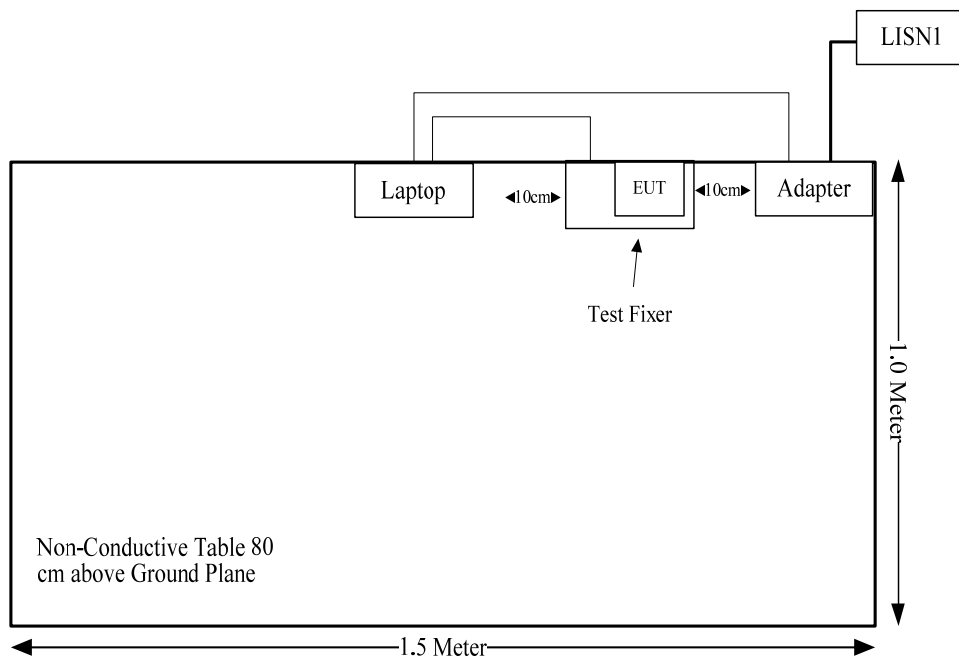 LISN1
Laptop
10cm
EUT
10cm
Adapter
Test Fixer
1.0 Meter
Non-Conductive Table 80
cm above Ground Plane
1.5 Meter